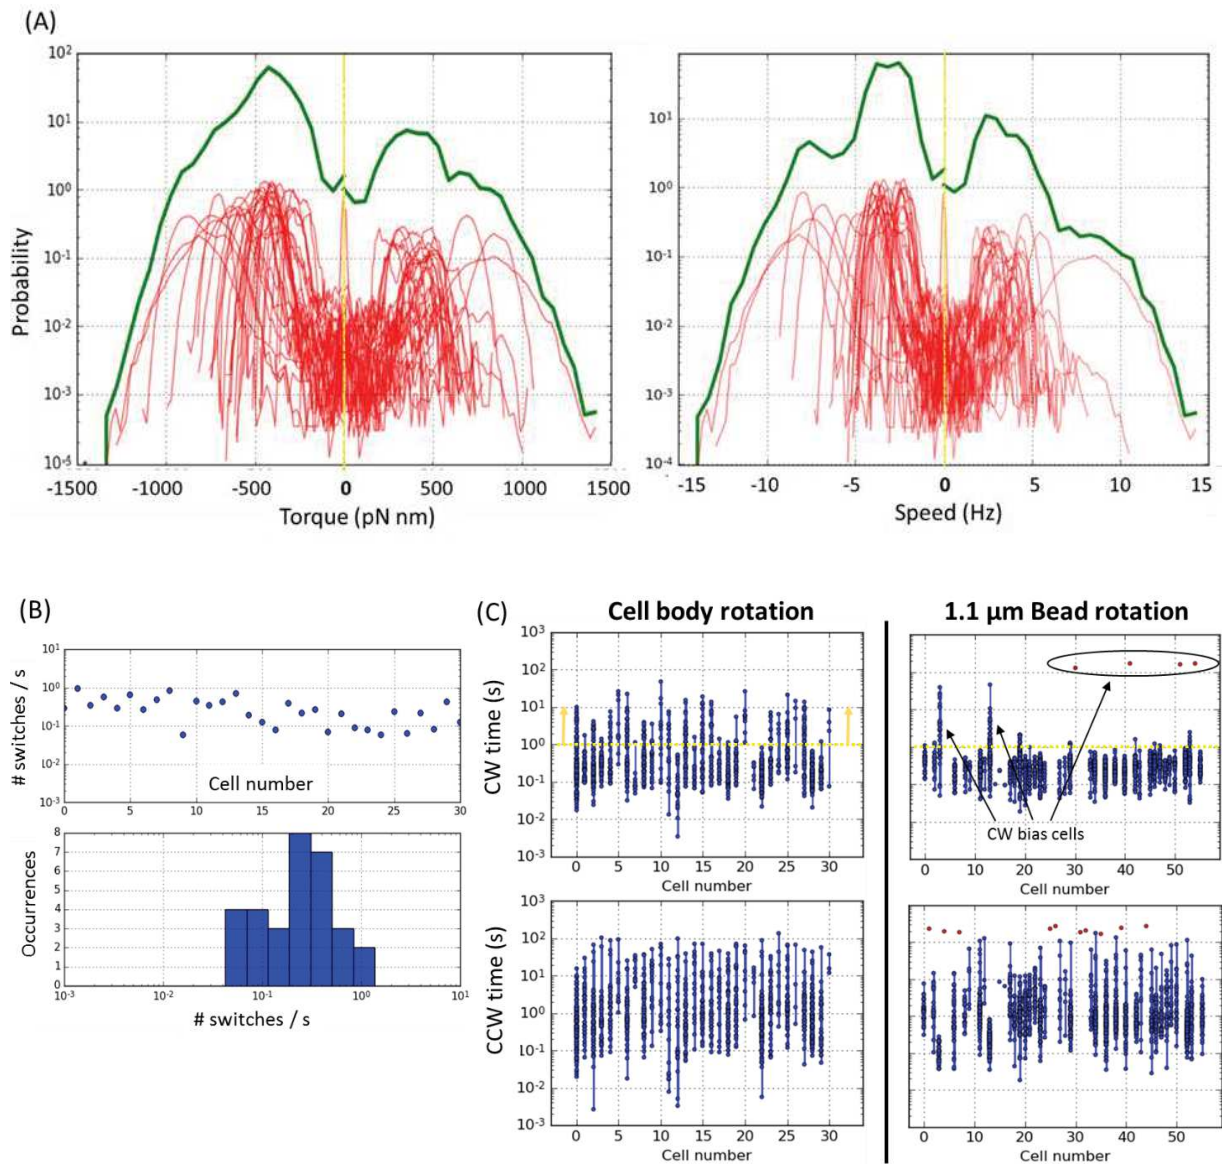 (A)
10²
10¹
10⁰
10⁻¹
10⁻²
10⁻³
Probability
-1500 -1000 -500 0 500 1000 1500
Torque (pN nm)
10¹
10⁰
10⁻¹
10⁻²
10⁻³
10⁻⁴
-15 -10 -5 0 5 10 15
Speed (Hz)
(B)
# switches / s
10¹
10⁰
10⁻¹
10⁻²
10⁻³
Cell number
0 5 10 15 20 25 30
Occurrences
8
7
6
5
4
3
2
1
0
10⁻³ 10⁻² 10⁻¹ 10⁰ 10¹
# switches / s
(C)
Cell body rotation
1.1 μm Bead rotation
CW time (s)
10³
10²
10¹
10⁰
10⁻¹
10⁻²
10⁻³
0 5 10 15 20 25 30
Cell number
CW bias cells
0 10 20 30 40 50
Cell number
CCW time (s)
10³
10²
10¹
10⁰
10⁻¹
10⁻²
10⁻³
0 5 10 15 20 25 30
Cell number
0 10 20 30 40 50
Cell number